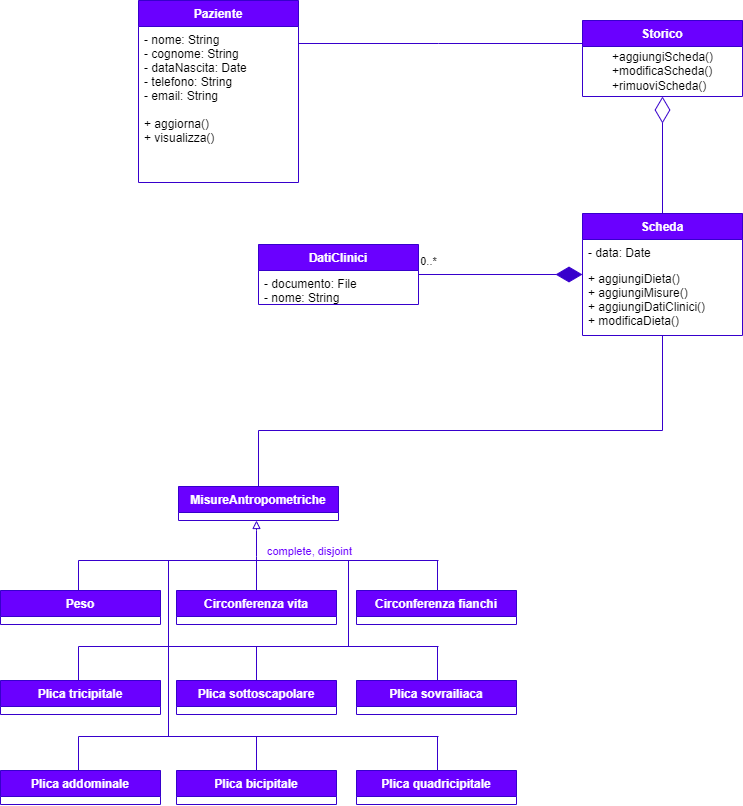 Paziente
- nome: String
- cognome: String
- dataNascita: Date
- telefono: String
- email: String
+ aggiorna()
+ visualizza()
Storico
+aggiungiScheda()
+modificaScheda()
+rimuoviScheda()
DatiClinici
- documento: File
- nome: String
0..*
Scheda
- data: Date
+ aggiungiDieta()
+ aggiungiMisure()
+ aggiungiDatiClinici()
+ modificaDieta()
MisureAntropometriche
complete, disjoint
Peso
Circonferenza vita
Circonferenza fianchi
Plica tricipitale
Plica sottoscapolare
Plica sovrailiaca
Plica addominale
Plica bicipitale
Plica quadricipitale